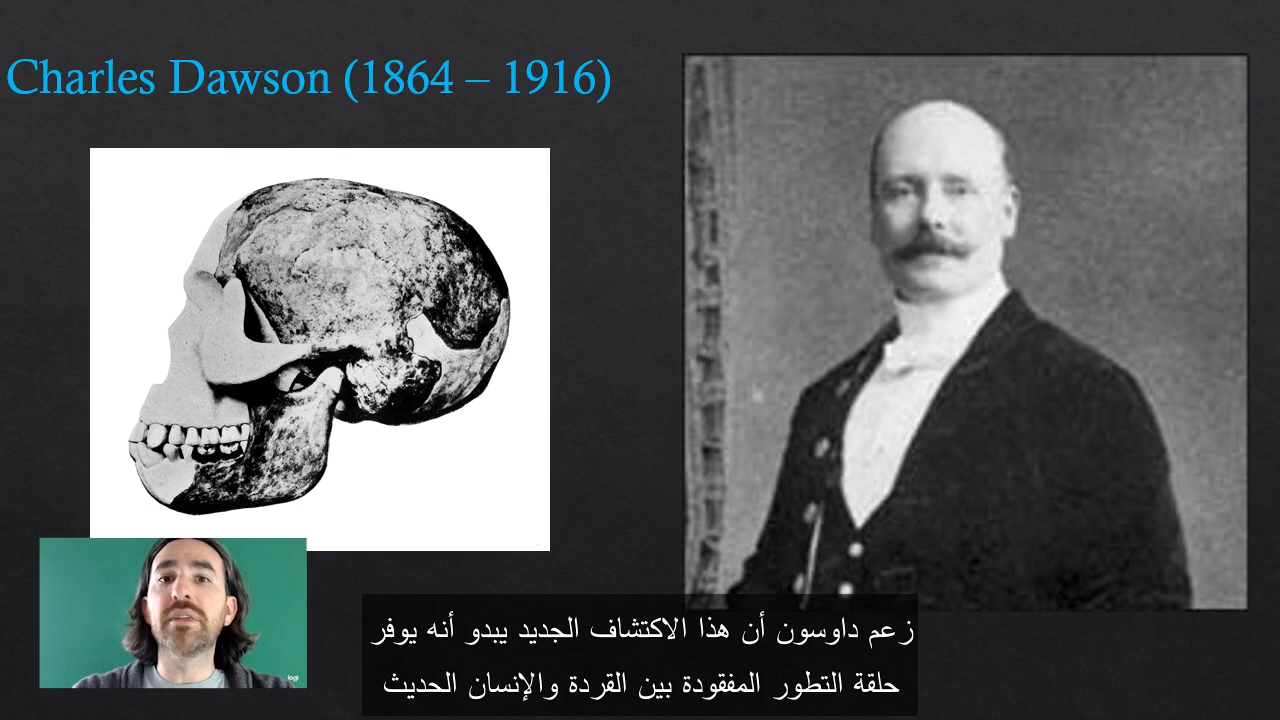 Charles Dawson (1864 – 1916)
logi
زعم داوسون أن هذا الاكتشاف الجديد يبدو أنه يوفر
حلقة التطور المفقودة بين القردة والإنسان الحديث